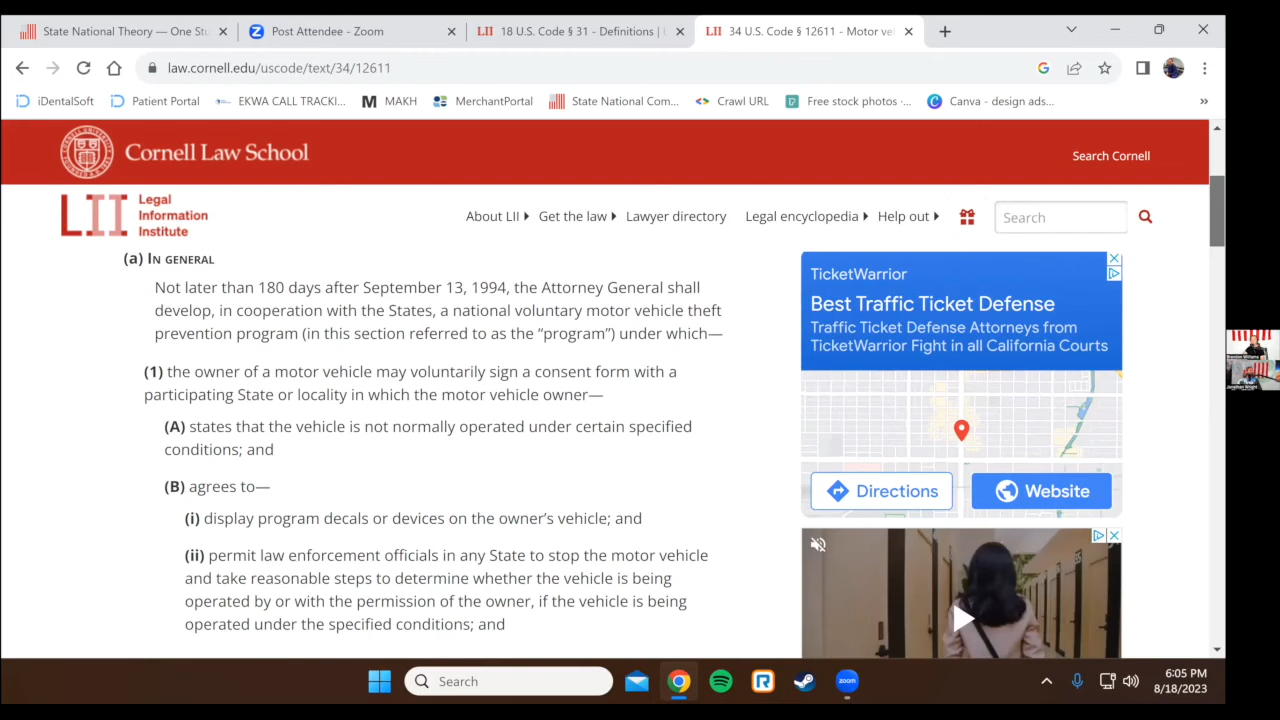 State National Theory — One Stu
Post Attendee - Zoom
LII 18 U.S. Code § 31 - Definitions |
LII 34 U.S. Code § 12611 - Motor ve
law.cornell.edu/uscode/text/34/12611
iDentalSoft
Patient Portal
EKWA CALL TRACKI...
MAKH
MerchantPortal
State National Com...
Crawl URL
Free stock photos ·...
Canva - design ads...
Cornell Law School
Search Cornell
LII
Legal
Information
Institute
About LII
Get the law
Lawyer directory
Legal encyclopedia
Help out
Search
(a) IN GENERAL
Not later than 180 days after September 13, 1994, the Attorney General shall
develop, in cooperation with the States, a national voluntary motor vehicle theft
prevention program (in this section referred to as the “program”) under which—
(1) the owner of a motor vehicle may voluntarily sign a consent form with a
participating State or locality in which the motor vehicle owner—
(A) states that the vehicle is not normally operated under certain specified
conditions; and
(B) agrees to—
(i) display program decals or devices on the owner’s vehicle; and
(ii) permit law enforcement officials in any State to stop the motor vehicle
and take reasonable steps to determine whether the vehicle is being
operated by or with the permission of the owner, if the vehicle is being
operated under the specified conditions; and
TicketWarrior
Best Traffic Ticket Defense
Traffic Ticket Defense Attorneys from
TicketWarrior Fight in all California Courts
Directions
Website
Jonathan Wright
Search
zoom
6:05 PM
8/18/2023